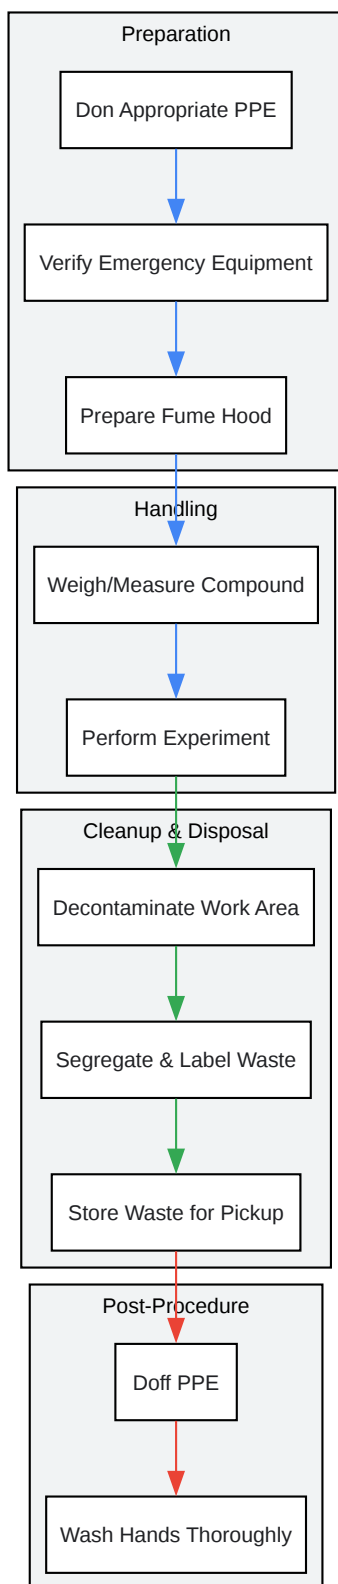 Preparation
Don Appropriate PPE
Verify Emergency Equipment
Prepare Fume Hood
Handling
Weigh/Measure Compound
Perform Experiment
Cleanup & Disposal
Decontaminate Work Area
Segregate & Label Waste
Store Waste for Pickup
Post-Procedure
Doff PPE
Wash Hands Thoroughly